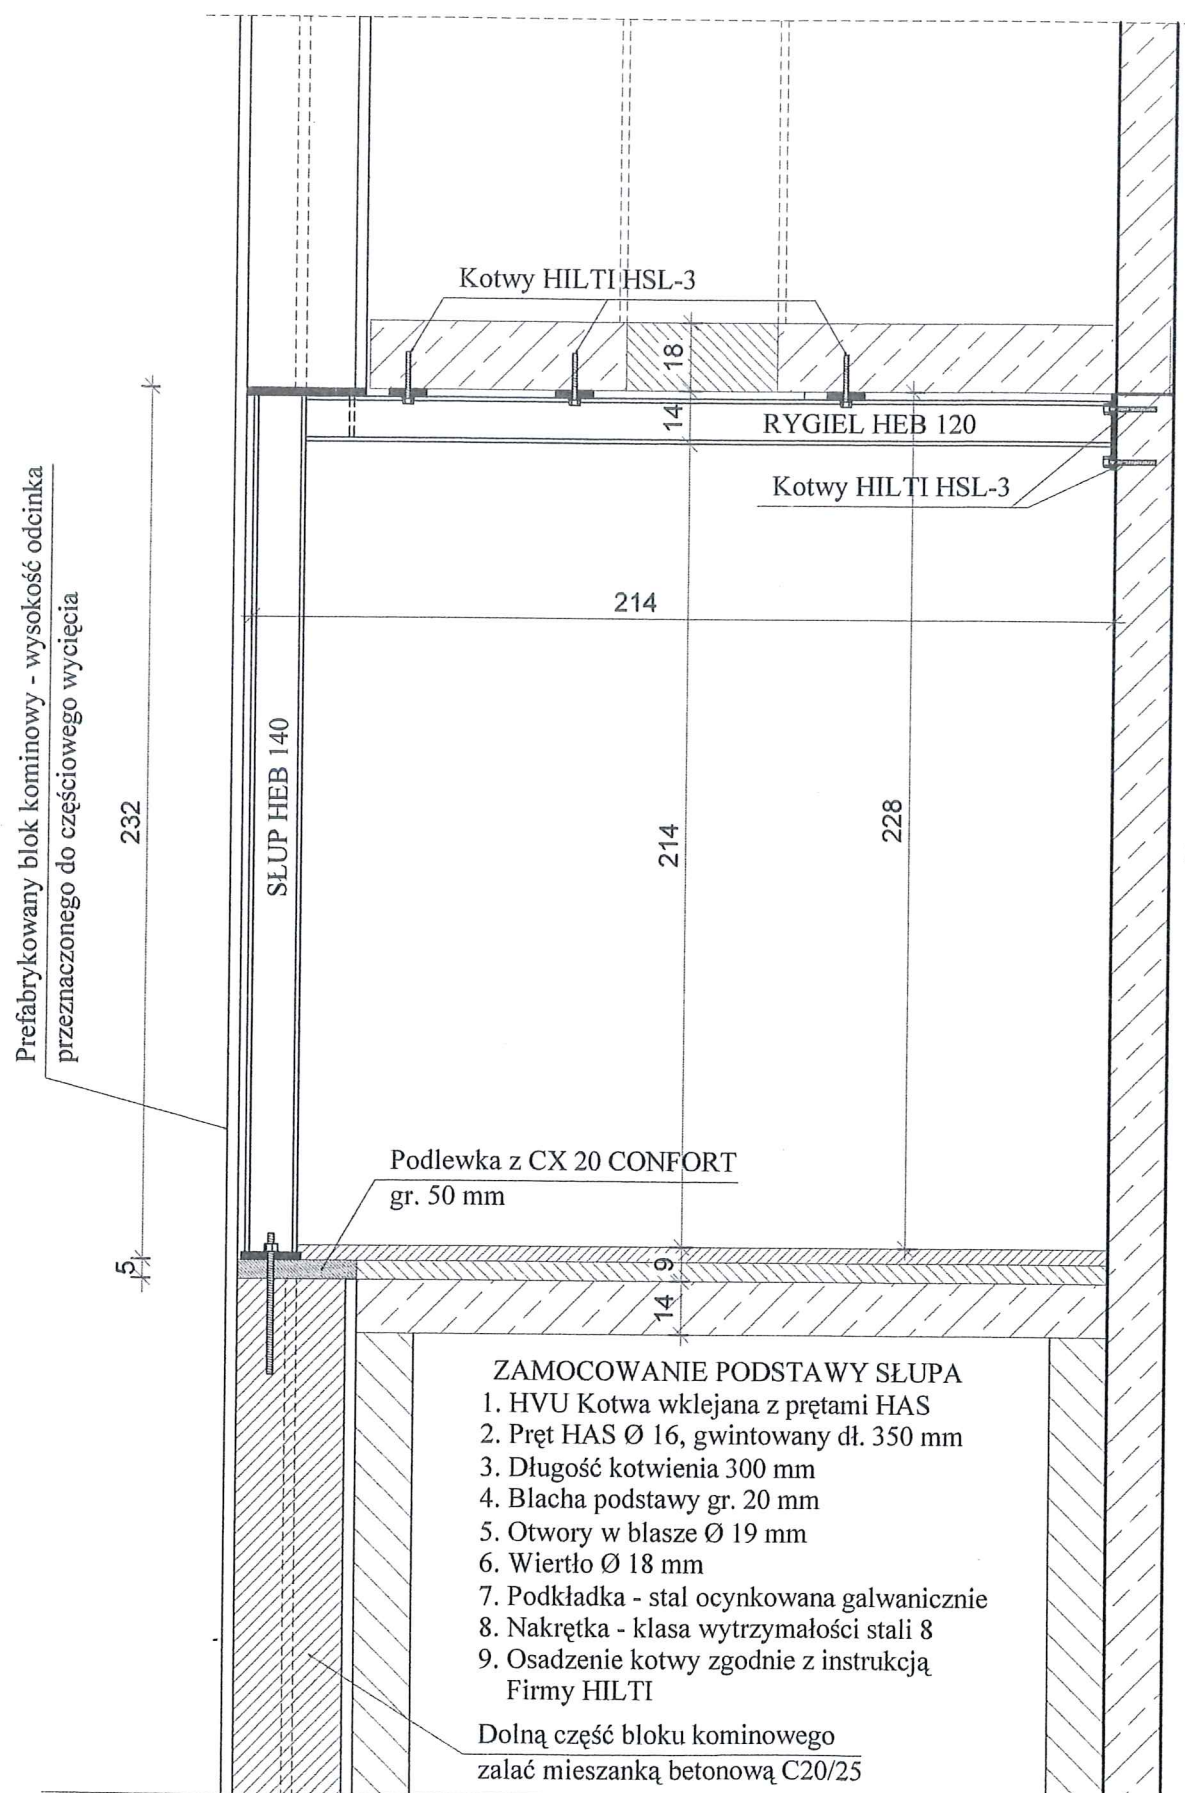 Kotwy HILTI HSL-3
18
14
RYGIEL HEB 120
Kotwy HILTI HSL-3
214
Prefabrykowany blok kominowy - wysokość odcinka
przeznaczonego do częściowego wycięcia
232
SŁUP HEB 140
214
228
Podlewka z CX 20 CONFORT
gr. 50 mm
5
9
14
ZAMOCOWANIE PODSTAWY SŁUPA
1. HVU Kotwa wklejana z prętami HAS
2. Pręt HAS Ø 16, gwintowany dł. 350 mm
3. Długość kotwienia 300 mm
4. Blacha podstawy gr. 20 mm
5. Otwory w blasze Ø 19 mm
6. Wiertło Ø 18 mm
7. Podkładka - stal ocynkowana galwanicznie
8. Nakrętka - klasa wytrzymałości stali 8
9. Osadzenie kotwy zgodnie z instrukcją
Firmy HILTI
Dolną część bloku kominowego
zalać mieszanką betonową C20/25